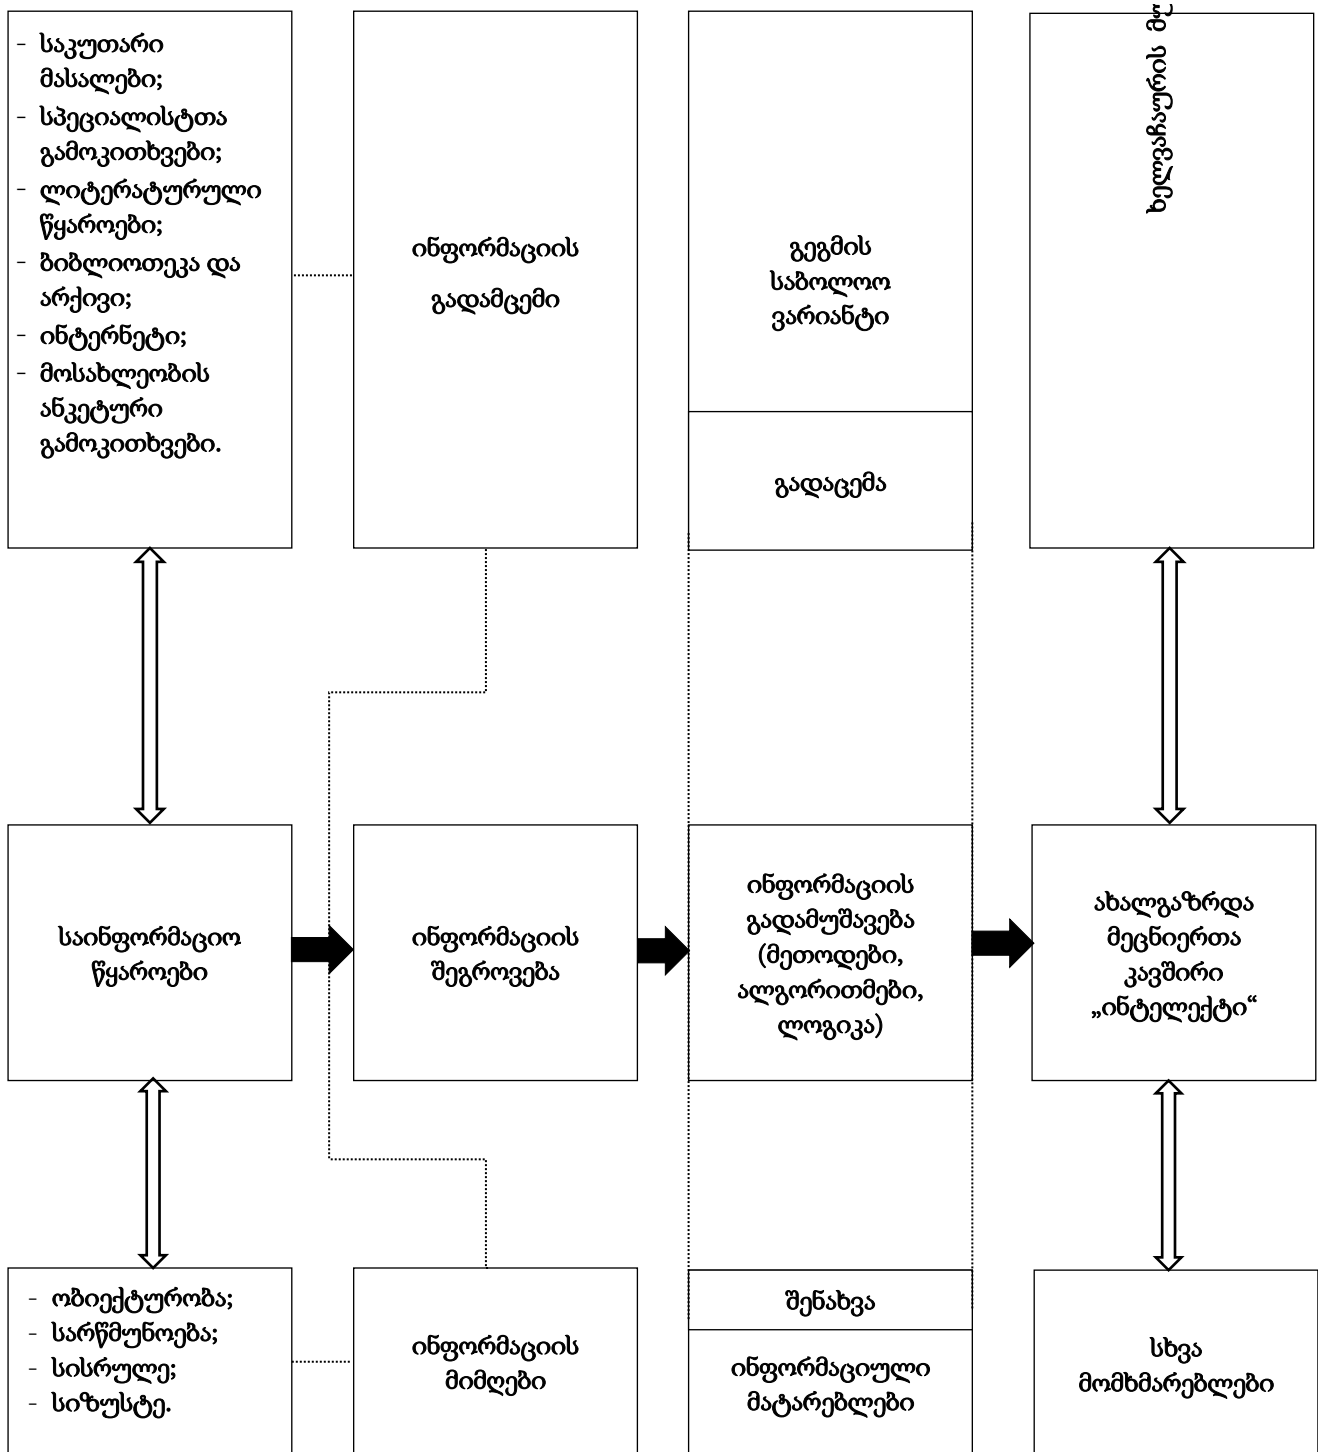 - საკუთარი
მასალები;
- სპეციალისტთა
გამოკითხვები;
- ლიტერატურული
წყაროები;
- ბიბლიოთეკა და
არქივი;
- ინტერნეტი;
- მოსახლეობის
ანკეტური
გამოკითხვები.
ინფორმაციის
გადამცემი
გეგმის
საბოლოო
ვარიანტი
გადაცემა
ხელვაჩაურის
საინფორმაციო
წყაროები
ინფორმაციის
შეგროვება
ინფორმაციის
გადამუშავება
(მეთოდები,
ალგორითმები,
ლოგიკა)
ახალგაზრდა
მეცნიერთა
კავშირი
„ინტელექტი“
- ობიექტურობა;
- სარწმუნოება;
- სისრულე;
- სიზუსტე.
ინფორმაციის
მიმღები
შენახვა
ინფორმაციული
მატარებლები
სხვა
მომხმარებლები